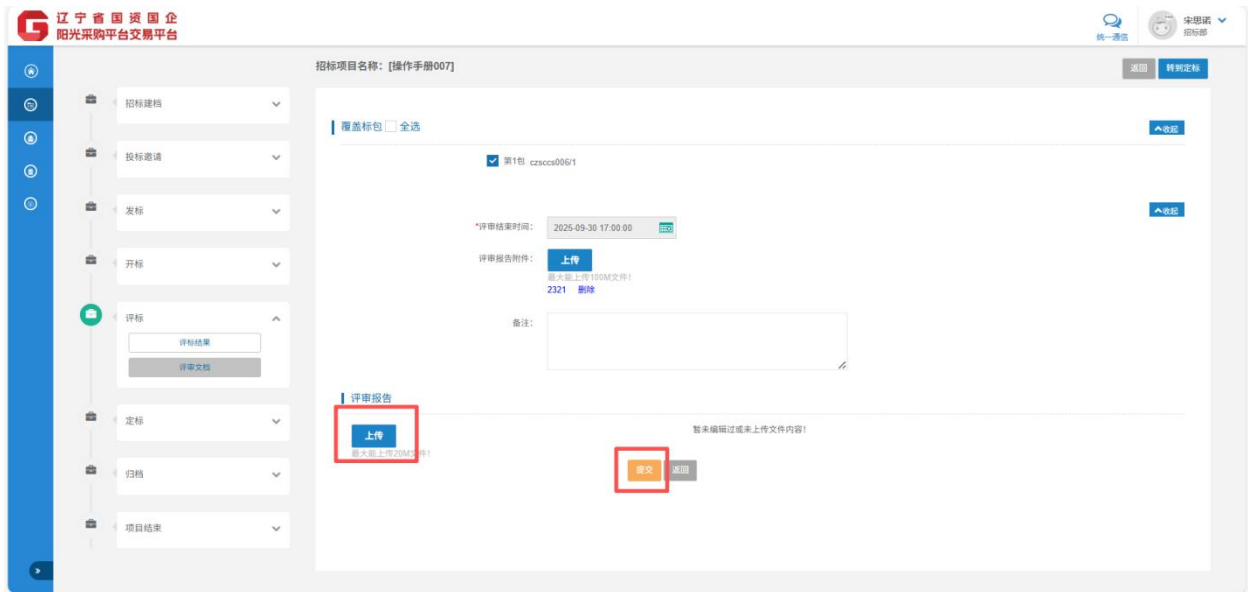 辽宁省国资国企
阳光采购平台交易平台
统一通信
宋思诺
招标部
招标项目名称：[操作手册007]
返回
转到定标
招标建档
投标邀请
发标
开标
评标
评标结果
评审文档
定标
归档
项目结束
覆盖标包 全选
收起
第1包 czsccs006/1
收起
*评审结束时间： 2025-09-30 17:00:00
评审报告附件： 上传
最大能上传100M文件！
2321 删除
备注：
评审报告
上传
暂未编辑过或未上传文件内容！
最大能上传20M文件！
提交 返回